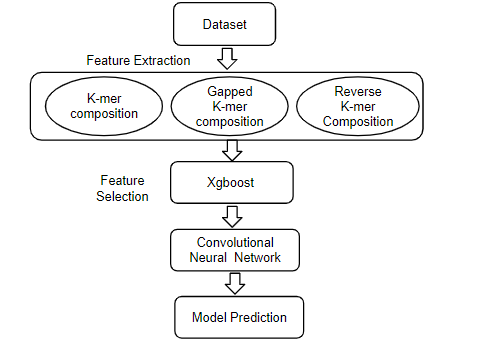 Dataset
Feature Extraction
K-mer
composition
Gapped
K-mer
composition
Reverse
K-mer
Composition
Feature
Selection
Xgboost
Convolutional
Neural Network
Model Prediction